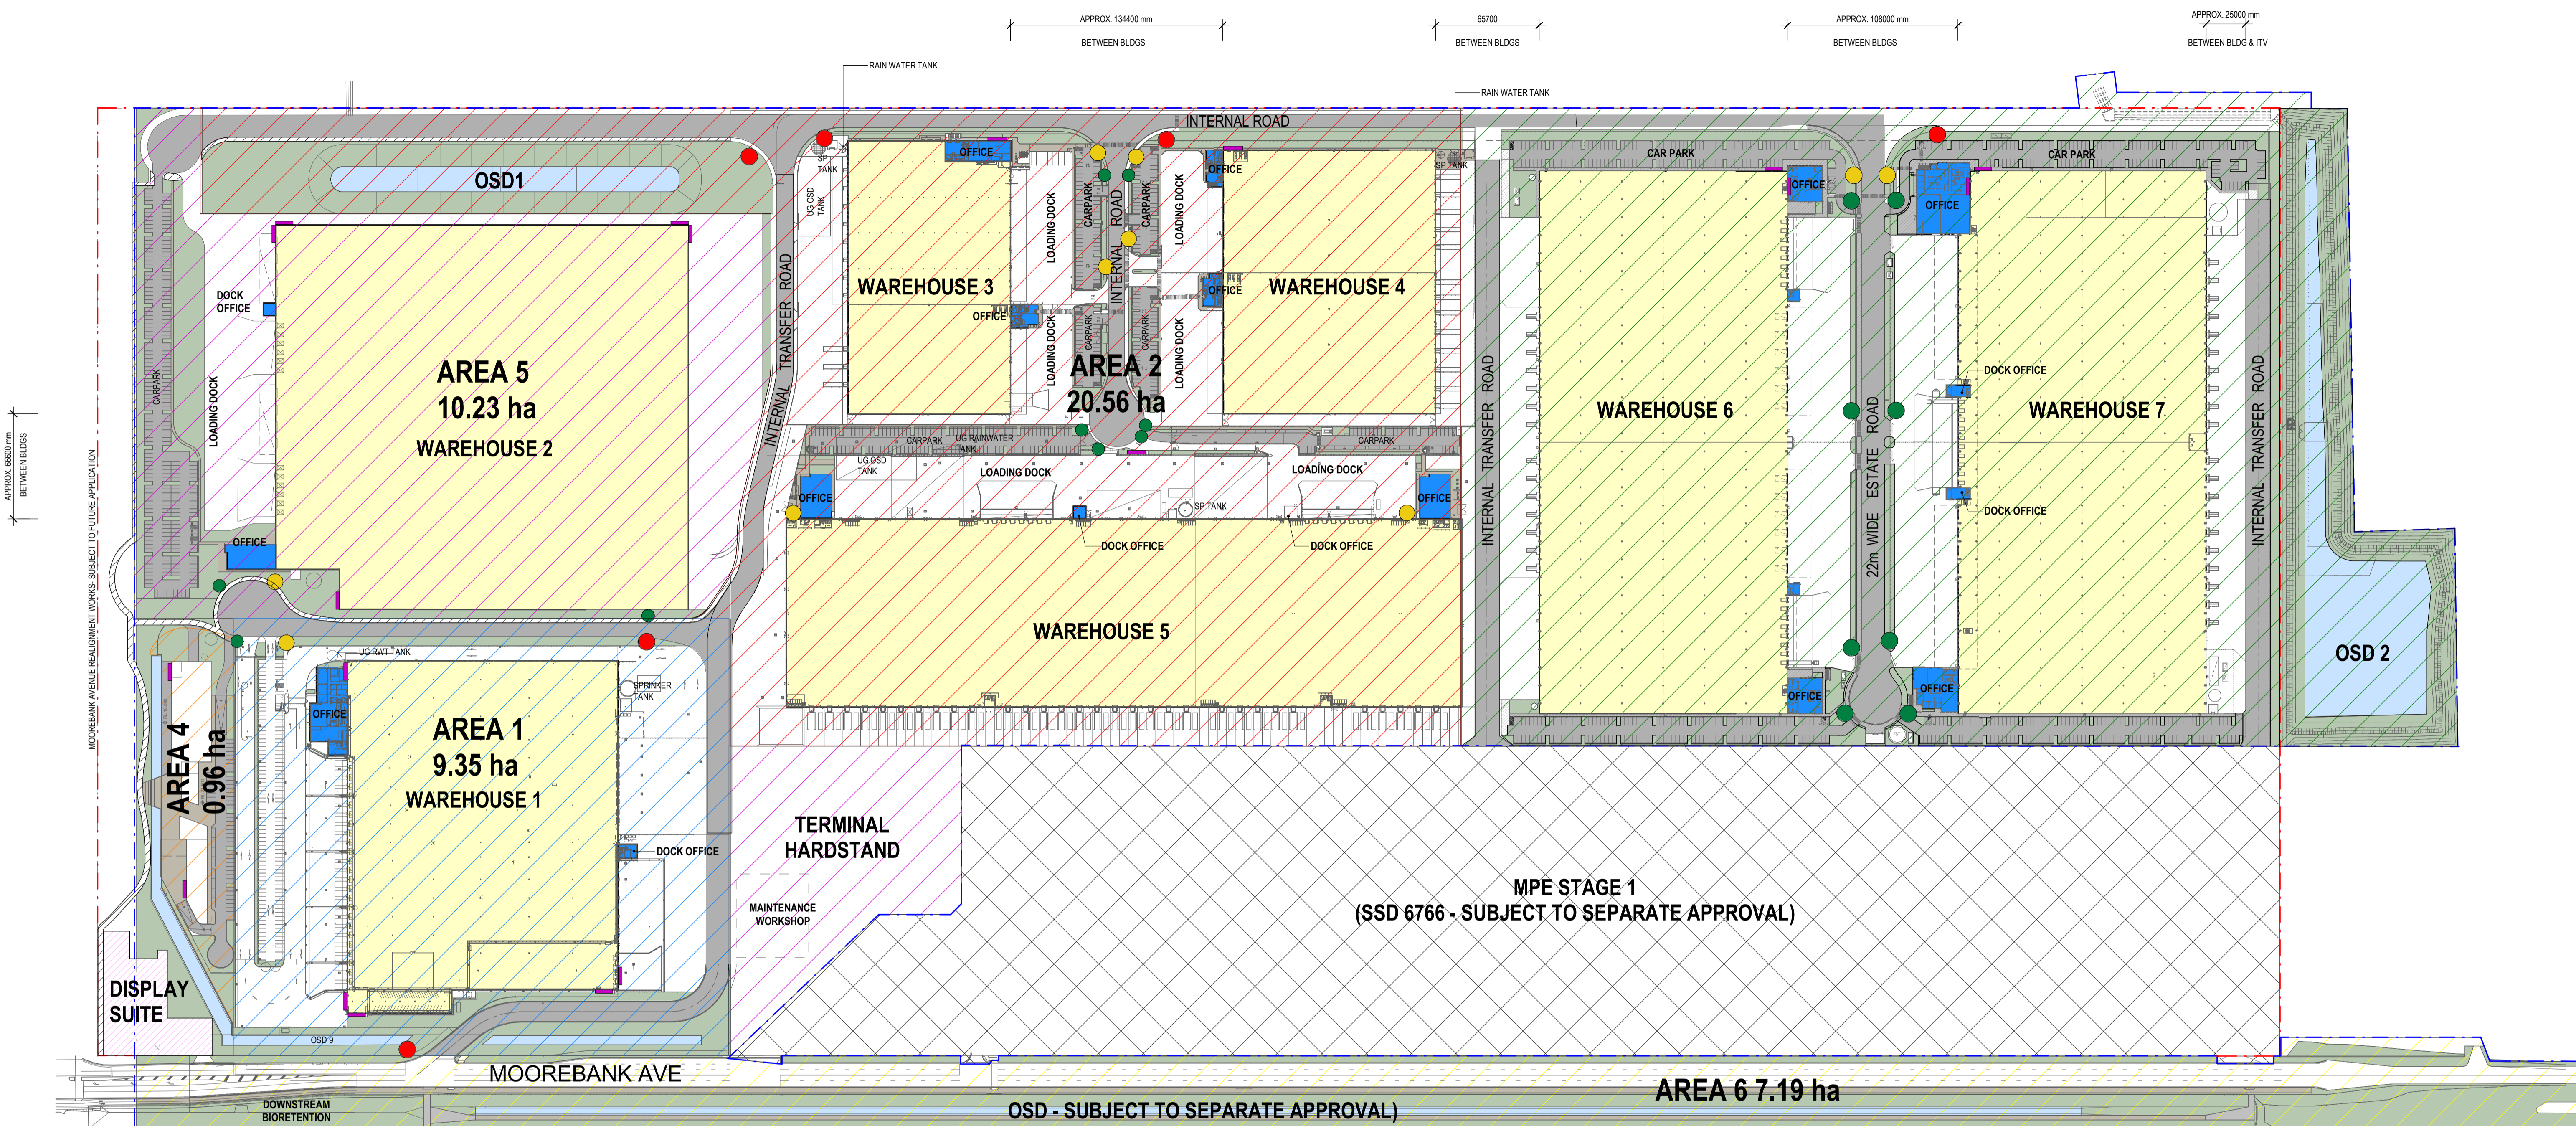 APPROX. 134400 mm
BETWEEN BLDGS
65700
BETWEEN BLDGS
APPROX. 108000 mm
BETWEEN BLDGS
APPROX. 25000 mm
BETWEEN BLDG & ITV
RAIN WATER TANK
RAIN WATER TANK
INTERNAL ROAD
OSD1
SP
TANK
UG OSD
TANK
OFFICE
CARPARK
CARPARK
LOADING DOCK
LOADING DOCK
INTERNAL ROAD
OFFICE
SP TANK
CAR PARK
CAR PARK
OFFICE
OFFICE
DOCK
OFFICE
WAREHOUSE 3
OFFICE
WAREHOUSE 4
OFFICE
LOADING DOCK
CARPARK
CARPARK
LOADING DOCK
INTERNAL TRANSFER ROAD
AREA 5
10.23 ha
WAREHOUSE 2
CARPARK
LOADING DOCK
OFFICE
AREA 2
20.56 ha
INTERNAL TRANSFER ROAD
WAREHOUSE 6
22m WIDE ESTATE ROAD
DOCK OFFICE
WAREHOUSE 7
DOCK OFFICE
INTERNAL TRANSFER ROAD
APPROX. 66600 mm
BETWEEN BLDGS
MOOREBANK AVENUE REALIGNMENT WORKS- SUBJECT TO FUTURE APPLICATION
CARPARK
UG RAINWATER
TANK
CARPARK
UG OSD
TANK
LOADING DOCK
LOADING DOCK
OFFICE
SP TANK
OFFICE
DOCK OFFICE
DOCK OFFICE
WAREHOUSE 5
UG RWT TANK
SPRINKER
TANK
OFFICE
OFFICE
OFFICE
OSD 2
AREA 4
0.96 ha
AREA 1
9.35 ha
WAREHOUSE 1
DOCK OFFICE
TERMINAL
HARDSTAND
MAINTENANCE
WORKSHOP
MPE STAGE 1
(SSD 6766 - SUBJECT TO SEPARATE APPROVAL)
DISPLAY
SUITE
OSD 9
MOOREBANK AVE
AREA 6 7.19 ha
DOWNSTREAM
BIORETENTION
OSD - SUBJECT TO SEPARATE APPROVAL)